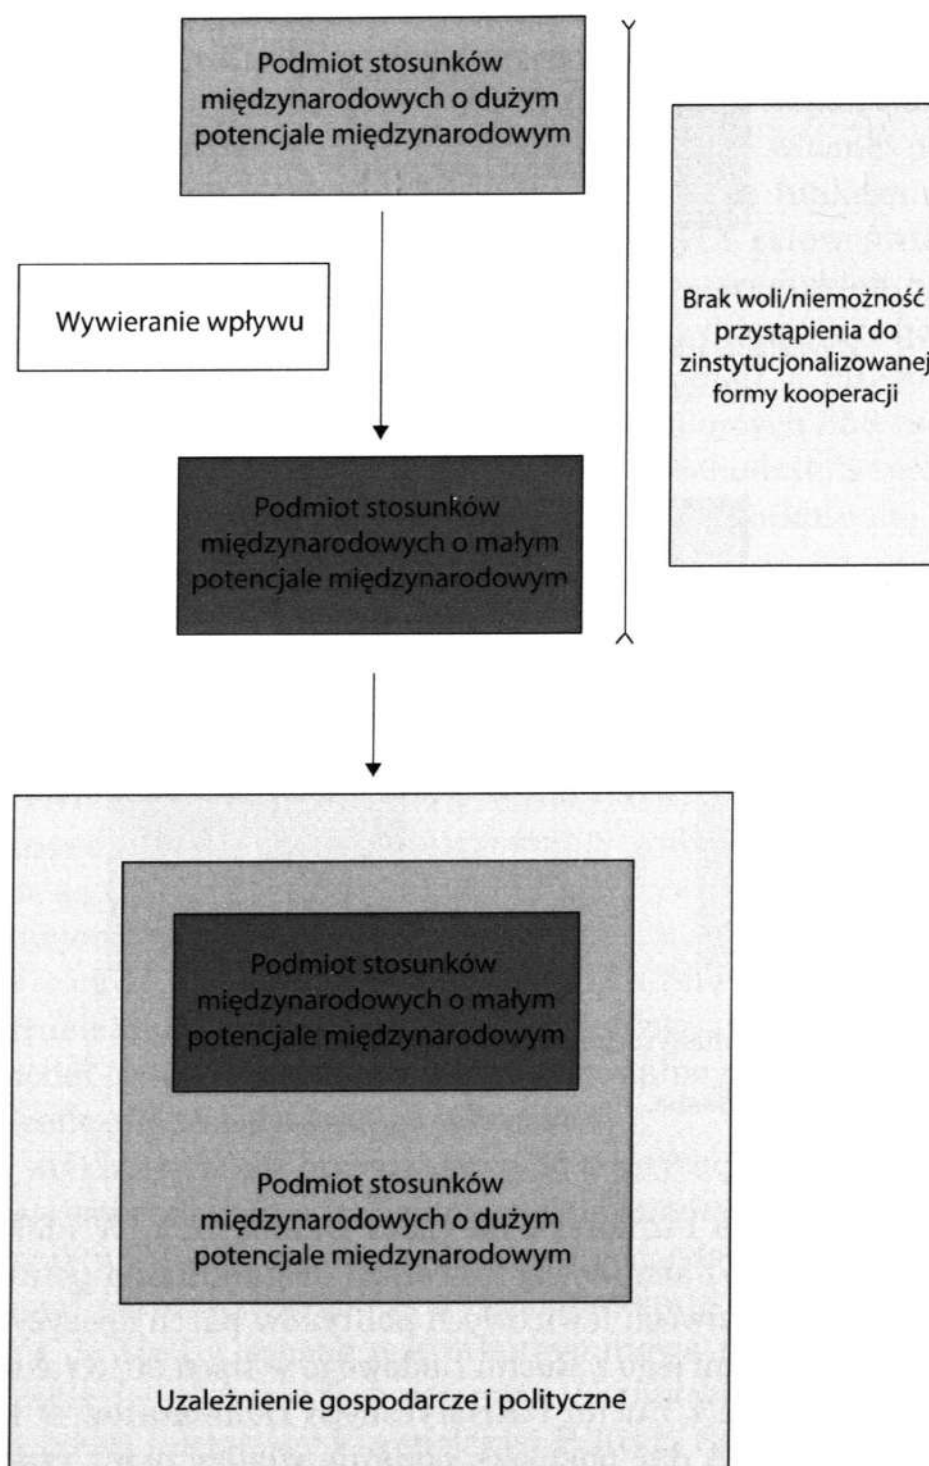 Podmiot stosunków
międzynarodowych o dużym
potencjale międzynarodowym
Wywieranie wpływu
Brak woli/niemożność
przystąpienia do
zinstytucjonalizowanej
formy kooperacji
Podmiot stosunków
międzynarodowych o małym
potencjale międzynarodowym
Podmiot stosunków
międzynarodowych o małym
potencjale międzynarodowym
Podmiot stosunków
międzynarodowych o dużym
potencjale międzynarodowym
Uzależnienie gospodarcze i polityczne